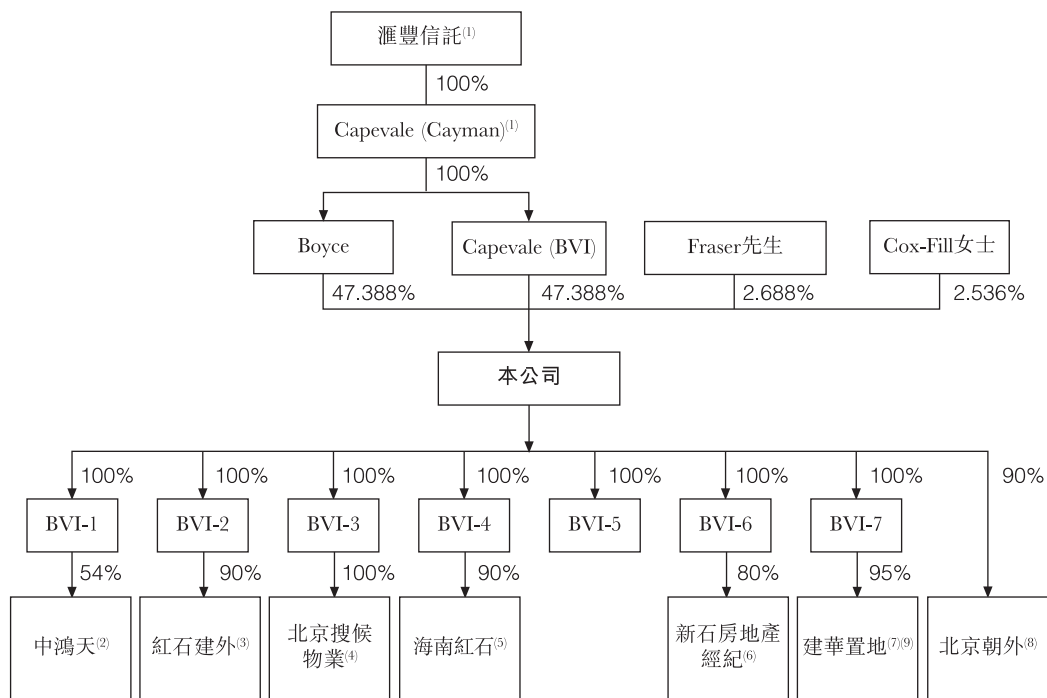 滙豐信託(1)
100%
Capevale (Cayman)(1)
100%
Boyce
Capevale (BVI)
Fraser先生
Cox-Fill女士
47.388%
47.388%
2.688%
2.536%
本公司
100%
100%
100%
100%
100%
100%
100%
90%
BVI-1
BVI-2
BVI-3
BVI-4
BVI-5
BVI-6
BVI-7
54%
90%
100%
90%
80%
95%
中鴻天(2)
紅石建外(3)
北京搜候
物業(4)
海南紅石(5)
新石房地產
經紀(6)
建華置地(7)(9)
北京朝外(8)